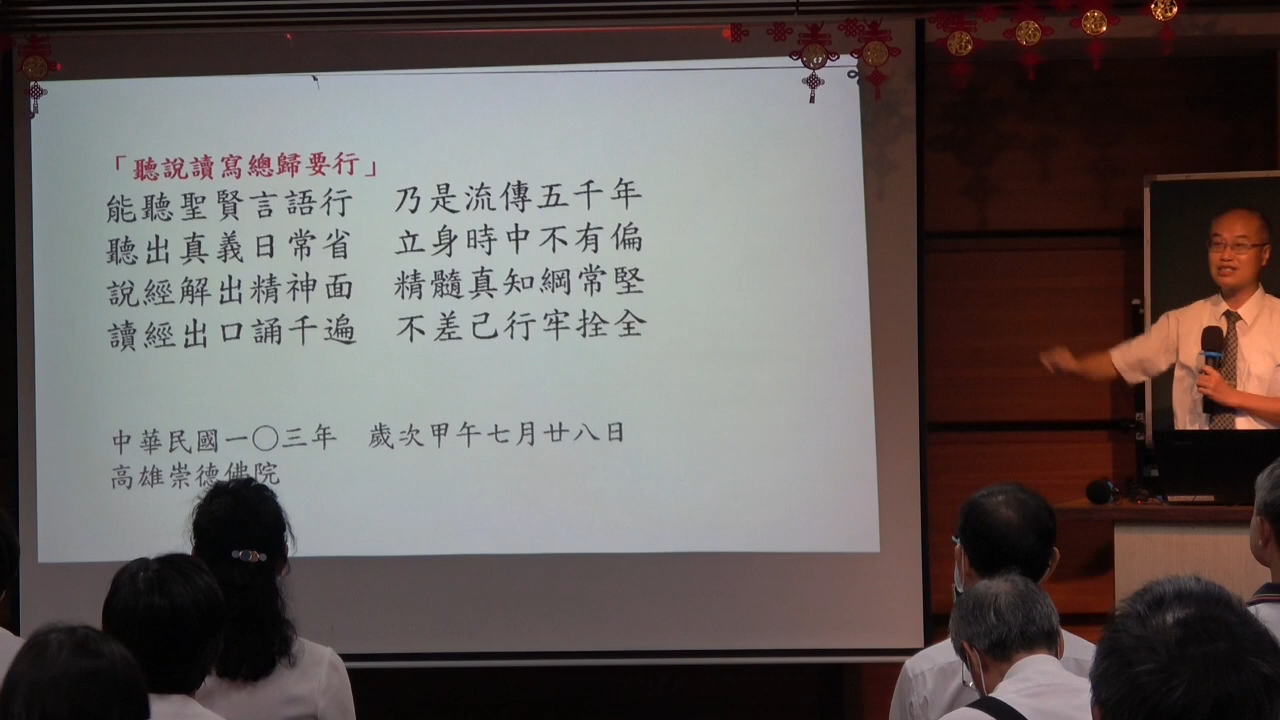 「聽說讀寫總歸要行」
能聽聖賢言語行　乃是流傳五千年
聽出真義日常省　立身時中不有偏
說經解出精神面　精髓真知綱常堅
讀經出口誦千遍　不差己行牢拴全
中華民國一〇三年　歲次甲午七月廿八日
高雄崇德佛院